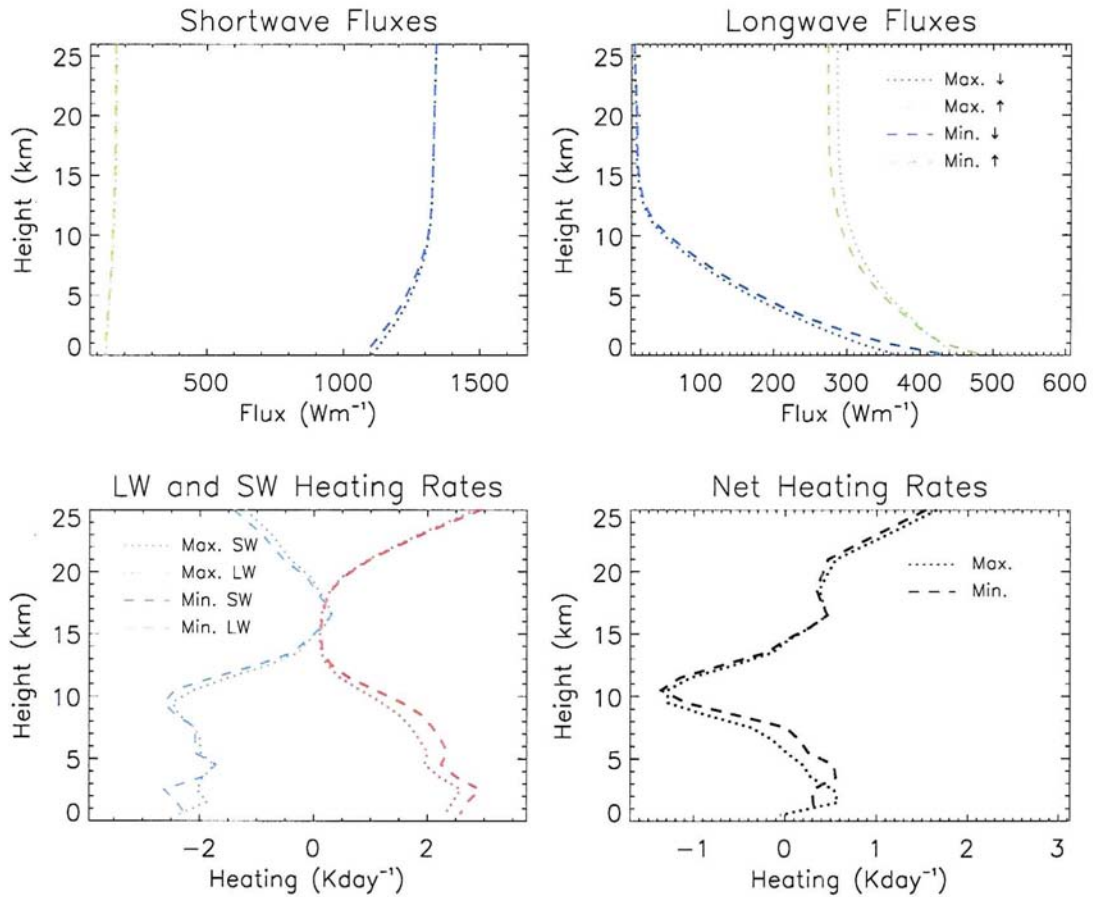 Shortwave Fluxes
25
20
15
10
5
0
Height (km)
500 1000 1500
Flux (Wm⁻¹)
Longwave Fluxes
25
20
15
10
5
0
Height (km)
Max. ↓
Max. ↑
Min. ↓
Min. ↑
100 200 300 400 500 600
Flux (Wm⁻¹)
LW and SW Heating Rates
25
20
15
10
5
0
Height (km)
Max. SW
Max. LW
Min. SW
Min. LW
−2 0 2
Heating (Kday⁻¹)
Net Heating Rates
25
20
15
10
5
0
Height (km)
Max.
Min.
−1 0 1 2 3
Heating (Kday⁻¹)